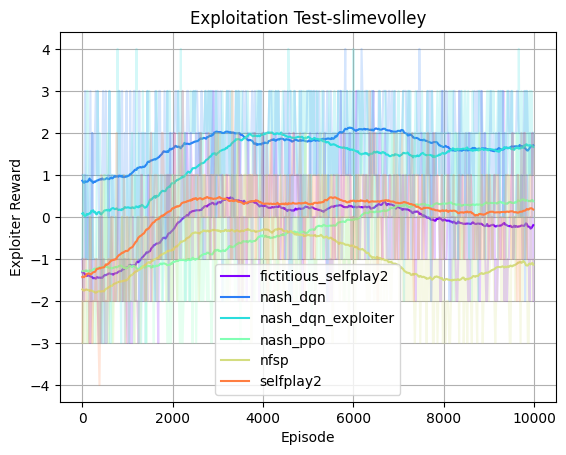 Exploitation Test-slimevolley
Exploiter Reward
4
3
2
1
0
−1
−2
−3
−4
fictitious_selfplay2
nash_dqn
nash_dqn_exploiter
nash_ppo
nfsp
selfplay2
0
2000
4000
6000
8000
10000
Episode